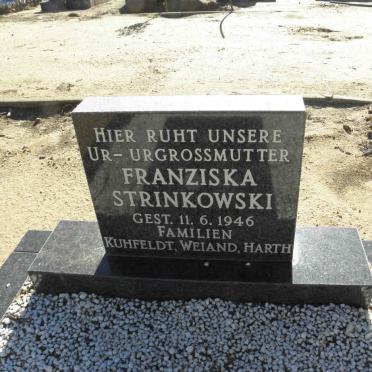 HIER RUHT UNSERE
UR- URGROSSMUTTER
FRANZISKA
STRINKOWSKI
GEST. 11. 6. 1946
FAMILIEN
KUHFELDT, WEIAND, HARTH